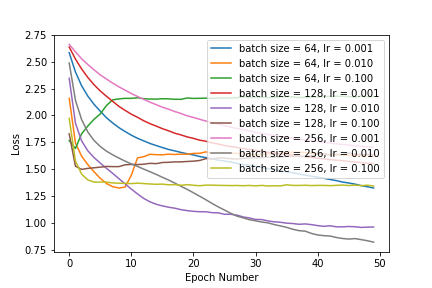 2.75
2.50
2.25
2.00
1.75
1.50
1.25
1.00
0.75
Loss
batch size = 64, lr = 0.001
batch size = 64, lr = 0.010
batch size = 64, lr = 0.100
batch size = 128, lr = 0.001
batch size = 128, lr = 0.010
batch size = 128, lr = 0.100
batch size = 256, lr = 0.001
batch size = 256, lr = 0.010
batch size = 256, lr = 0.100
0 10 20 30 40 50
Epoch Number